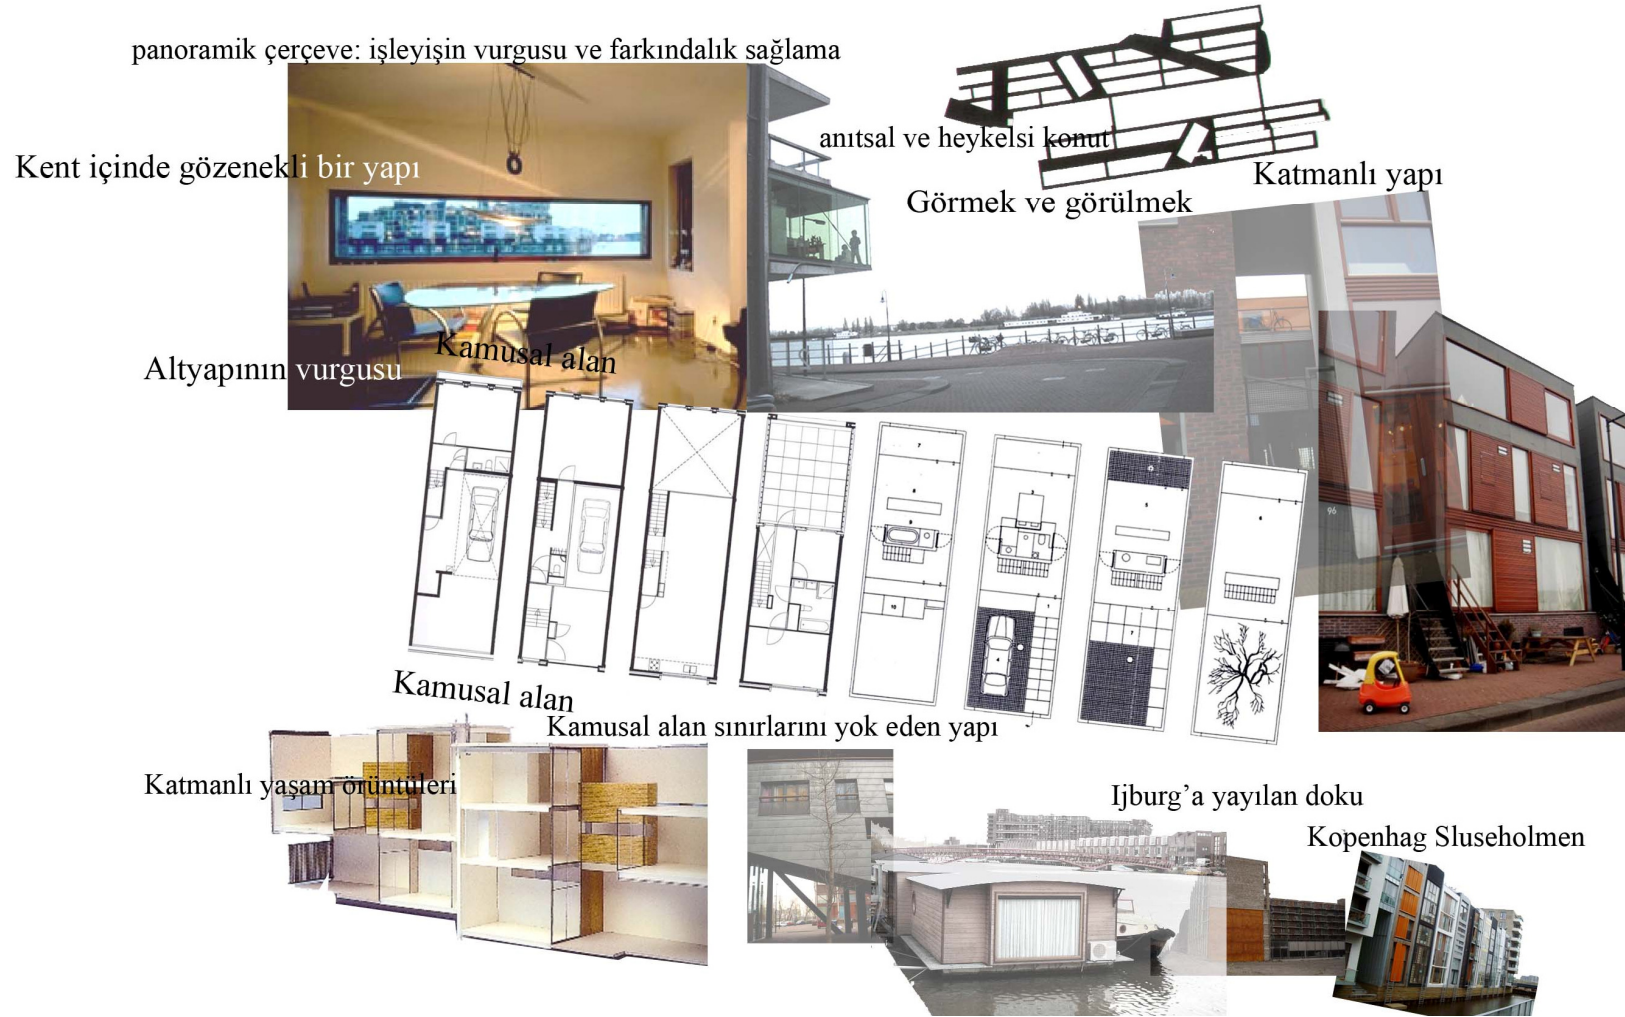 panoramik çerçeve: işleyişin vurgusu ve farkındalık sağlama
anıtsal ve heykelsi konut
Kent içinde gözenekli bir yapı
Katmanlı yapı
Görmek ve görülmek
Kamusal alan
Altyapının vurgusu
96
Kamusal alan
Kamusal alan sınırlarını yok eden yapı
Katmanlı yaşam örüntüleri
Ijburg’a yayılan doku
Kopenhag Sluseholmen